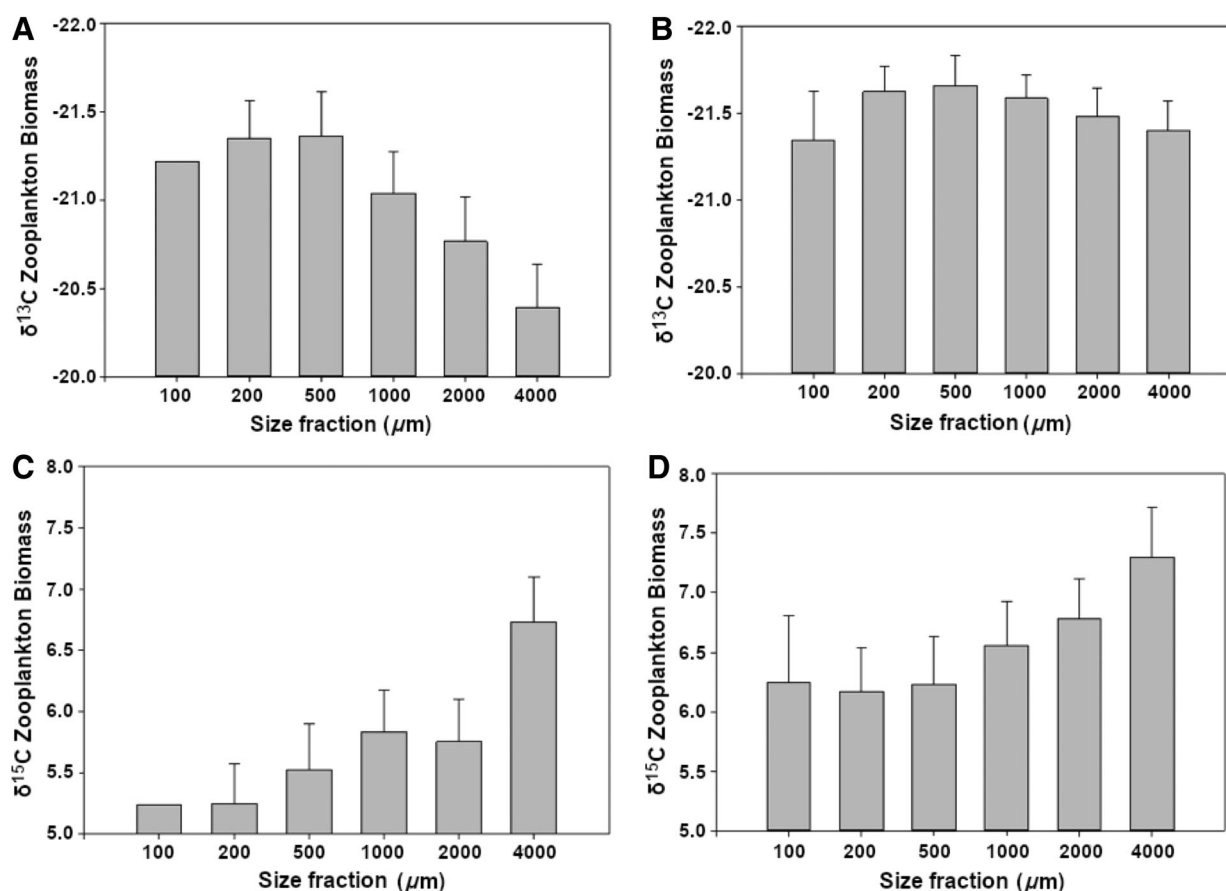 A
δ13C Zooplankton Biomass
-22.0
-21.5
-21.0
-20.5
-20.0
100 200 500 1000 2000 4000
Size fraction (µm)
B
δ13C Zooplankton Biomass
-22.0
-21.5
-21.0
-20.5
-20.0
100 200 500 1000 2000 4000
Size fraction (µm)
C
δ15C Zooplankton Biomass
8.0
7.5
7.0
6.5
6.0
5.5
5.0
100 200 500 1000 2000 4000
Size fraction (µm)
D
δ15C Zooplankton Biomass
8.0
7.5
7.0
6.5
6.0
5.5
5.0
100 200 500 1000 2000 4000
Size fraction (µm)